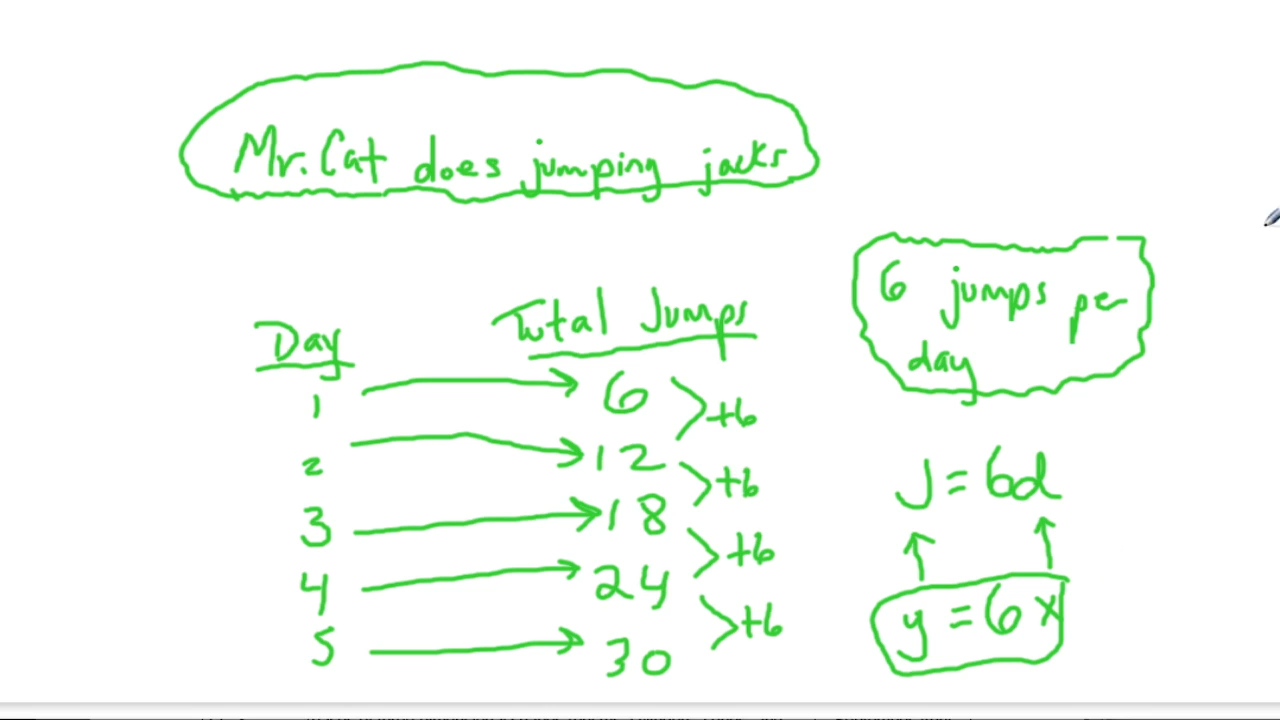 Mr. Cat does jumping jacks
6 jumps per
day
Day Total Jumps
1 6
+6
2 12
+6
3 18
+6
4 24
+6
5 30
J = 6d
y = 6x